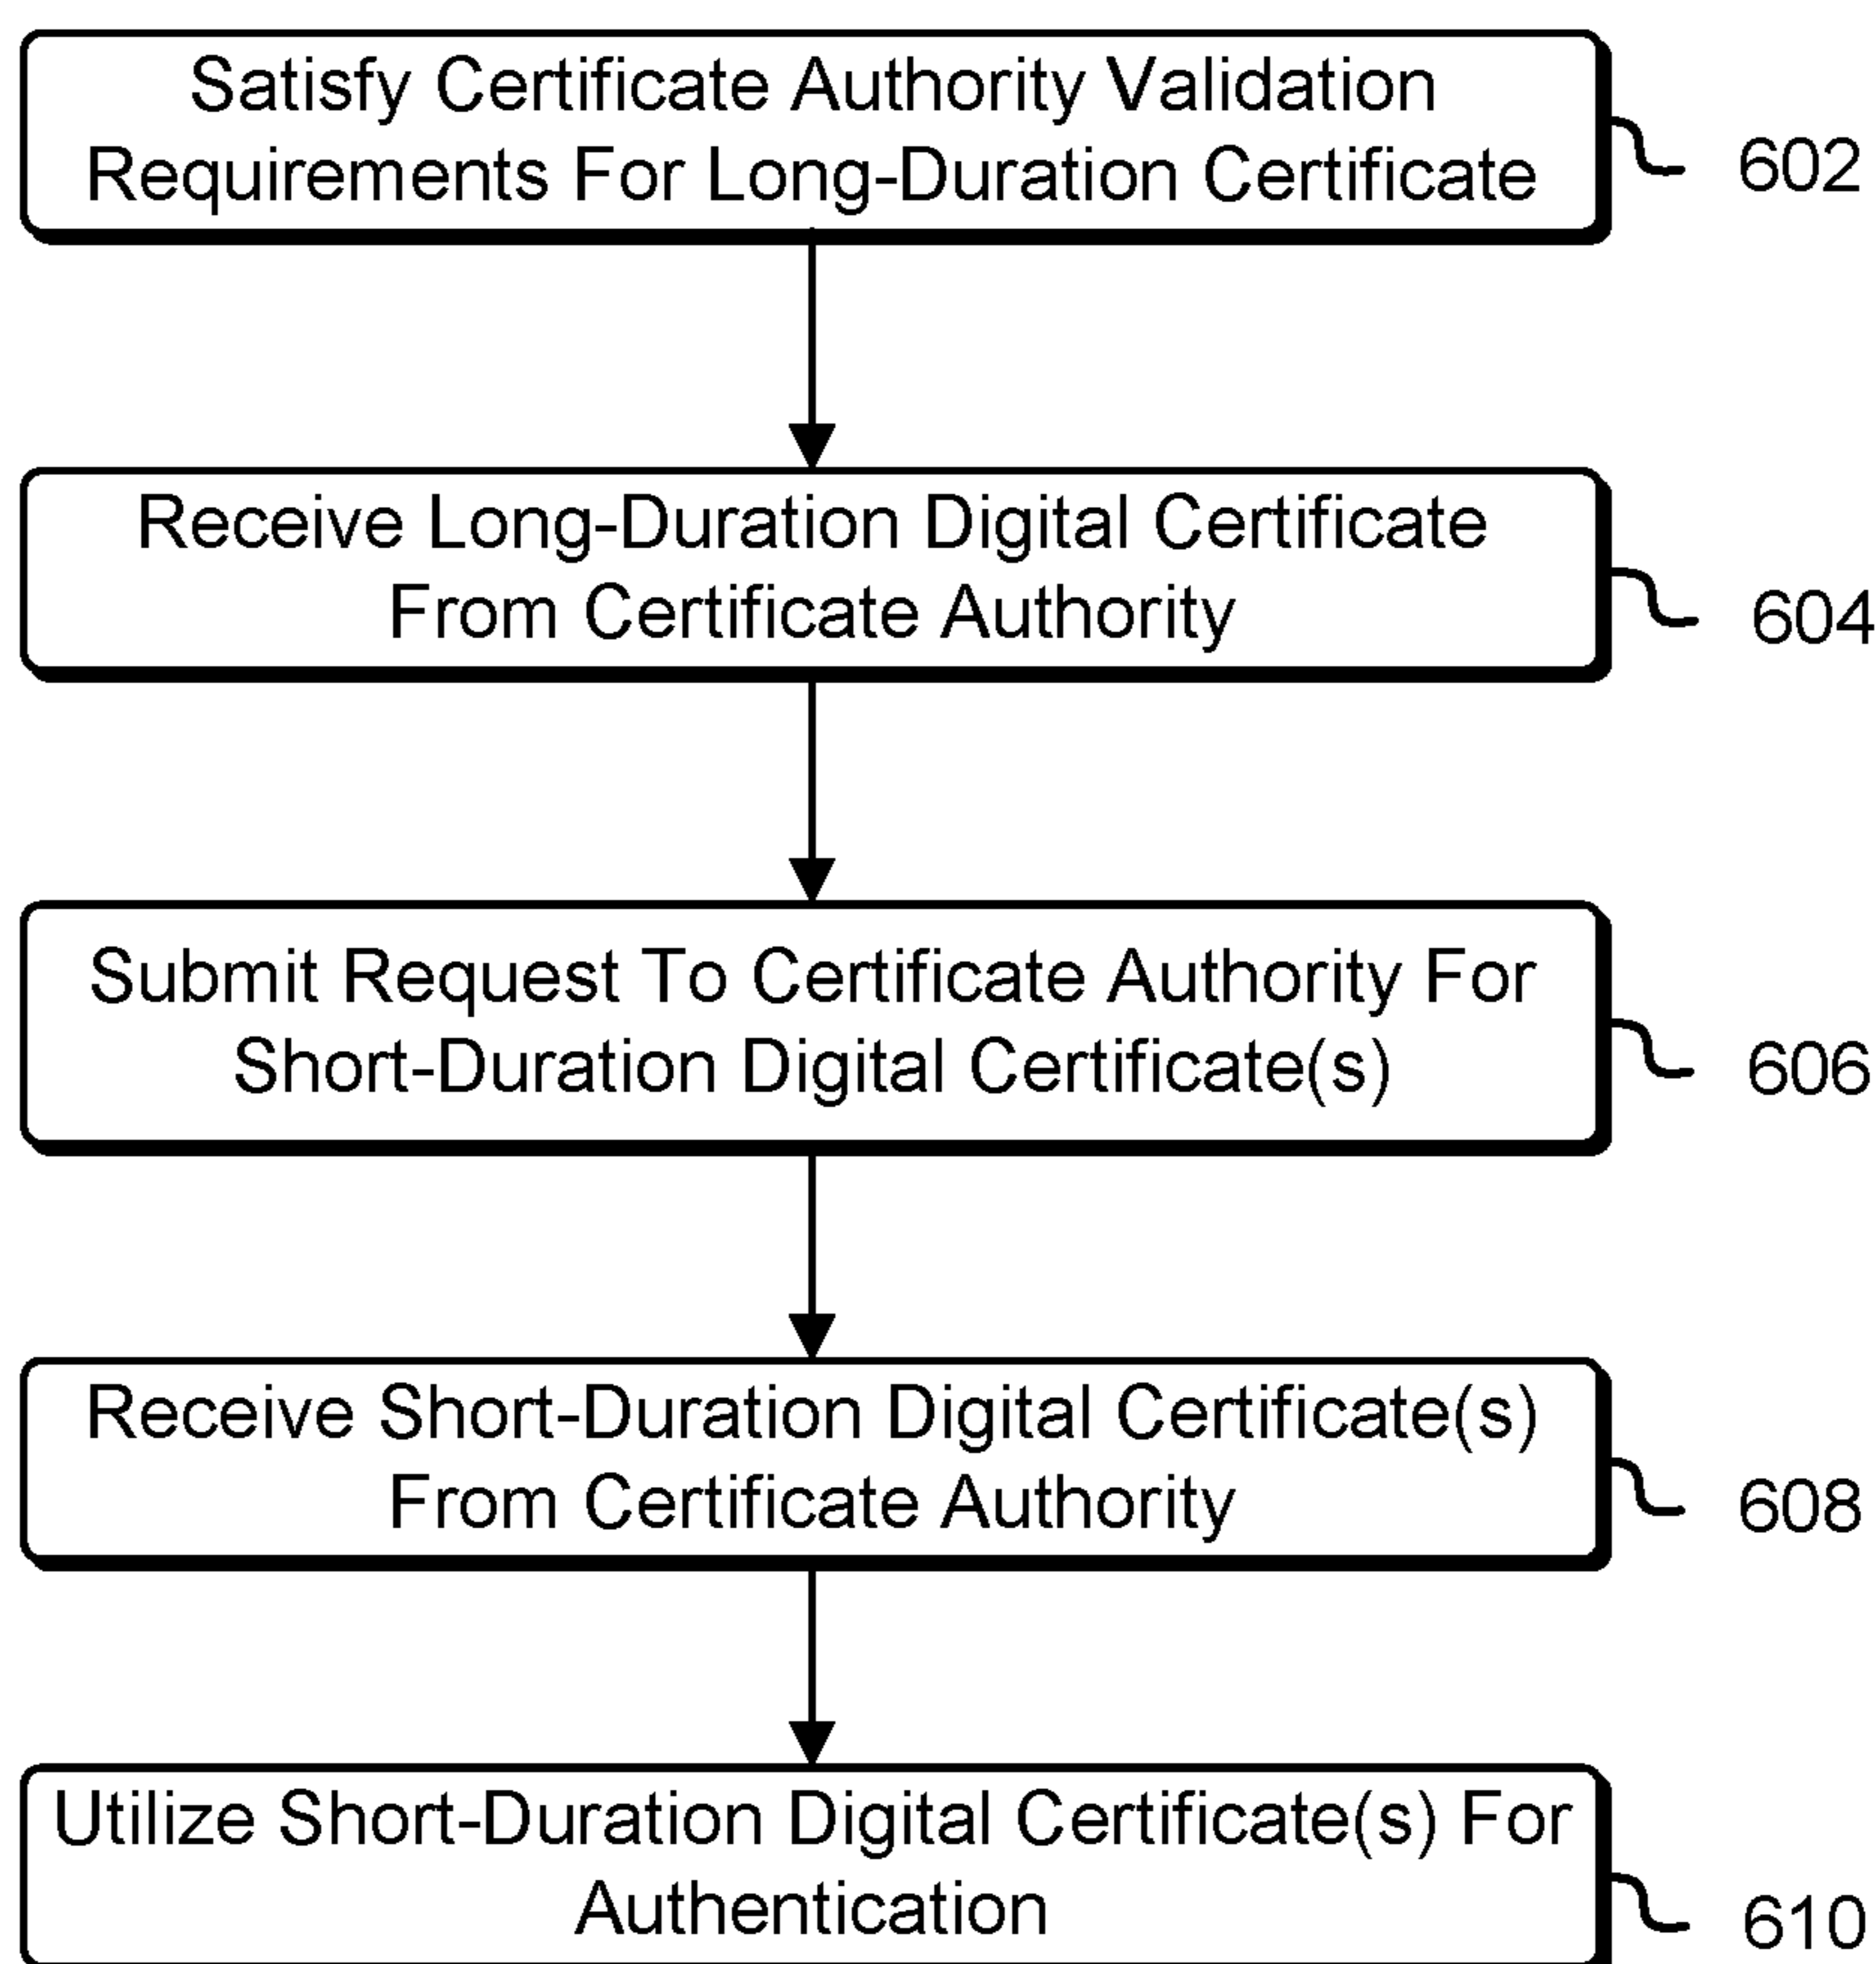 Satisfy Certificate Authority Validation
Requirements For Long-Duration Certificate
602
Receive Long-Duration Digital Certificate
From Certificate Authority
604
Submit Request To Certificate Authority For
Short-Duration Digital Certificate(s)
606
Receive Short-Duration Digital Certificate(s)
From Certificate Authority
608
Utilize Short-Duration Digital Certificate(s) For
Authentication
610